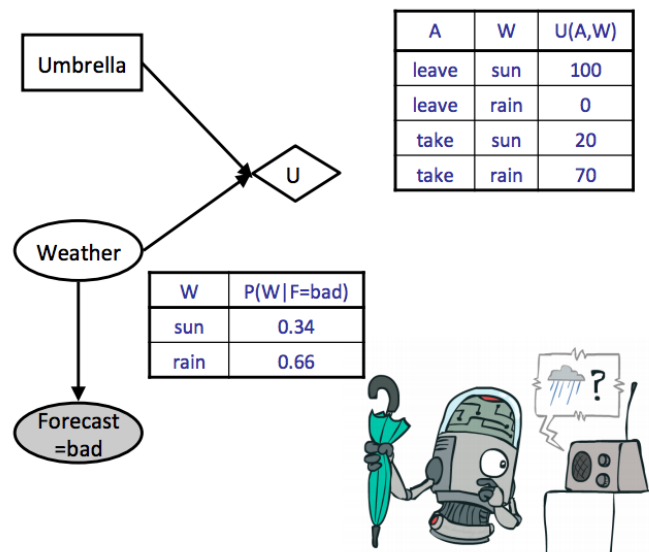 Umbrella
A W U(A,W)
leave sun 100
leave rain 0
take sun 20
take rain 70
U
Weather
W P(W|F=bad)
sun 0.34
rain 0.66
Forecast
=bad
?